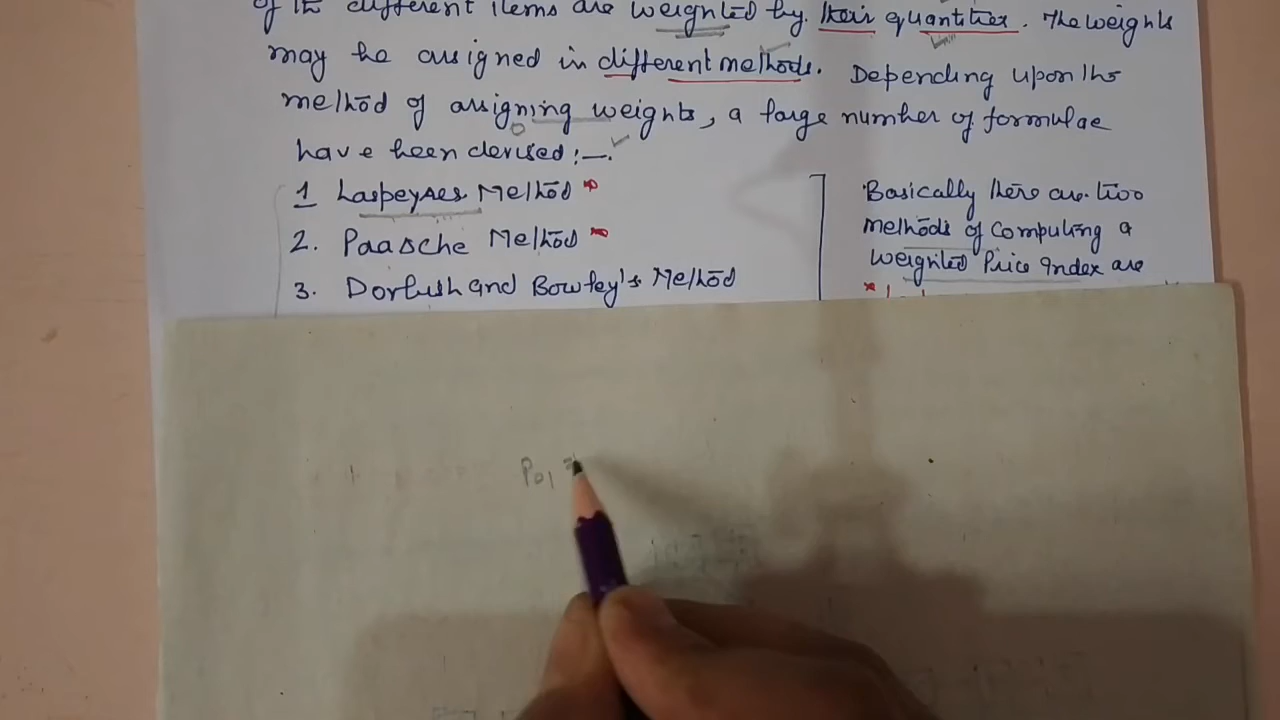 of the different items are weighted by their quantities. The weights
may be assigned in different methods. Depending upon the
method of assigning weights, a large number of formulae
have been devised :—.
1 Laspeyres Method *
2. Paasche Method *
3. Dorbish and Bowley's Method
Basically there are two
methods of computing a
weighted Price Index are
P01 =